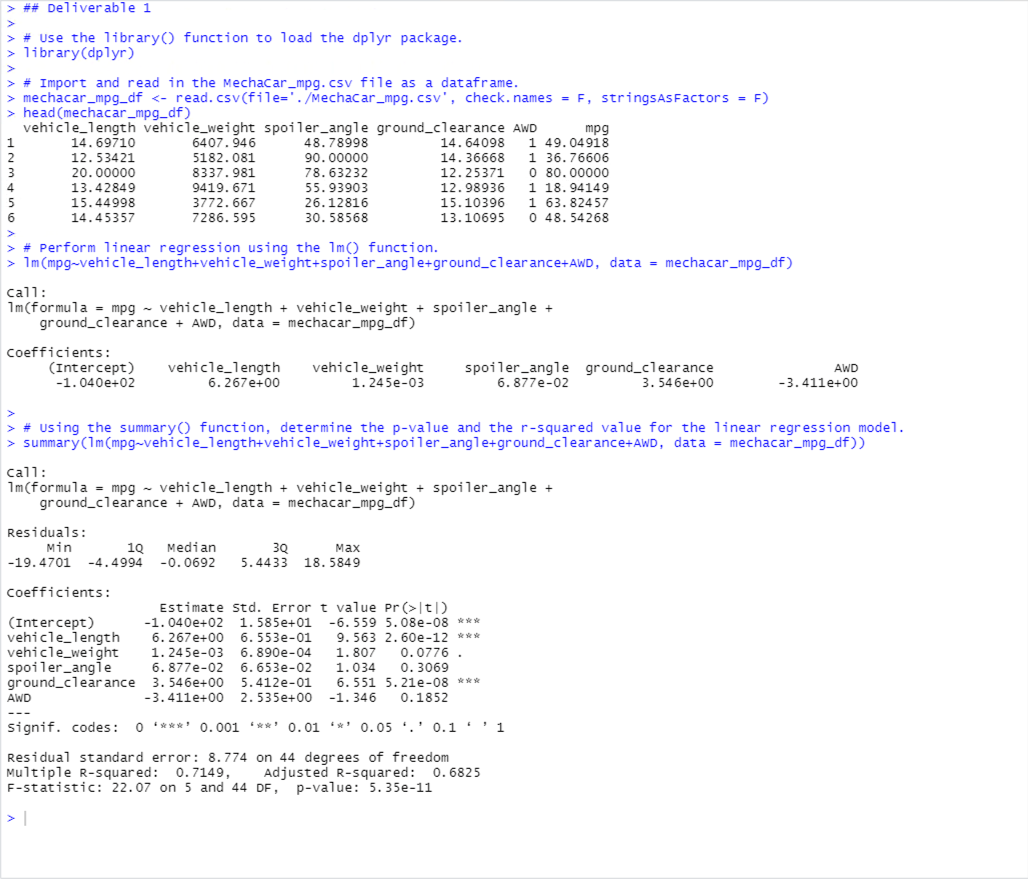 > ## Deliverable 1
>
> # Use the library() function to load the dplyr package.
> library(dplyr)
>
> # Import and read in the MechaCar_mpg.csv file as a dataframe.
> mechacar_mpg_df <- read.csv(file='./MechaCar_mpg.csv', check.names = F, stringsAsFactors = F)
> head(mechacar_mpg_df)
  vehicle_length vehicle_weight spoiler_angle ground_clearance AWD      mpg
1       14.69710       6407.946      48.78998         14.64098   1 49.04918
2       12.53421       5182.081      90.00000         14.36668   1 36.76606
3       20.00000       8337.981      78.63232         12.25371   0 80.00000
4       13.42849       9419.671      55.93903         12.98936   1 18.94149
5       15.44998       3772.667      26.12816         15.10396   1 63.82457
6       14.45357       7286.595      30.58568         13.10695   0 48.54268
>
> # Perform linear regression using the lm() function.
> lm(mpg~vehicle_length+vehicle_weight+spoiler_angle+ground_clearance+AWD, data = mechacar_mpg_df)
Call:
lm(formula = mpg ~ vehicle_length + vehicle_weight + spoiler_angle +
    ground_clearance + AWD, data = mechacar_mpg_df)
Coefficients:
     (Intercept)    vehicle_length    vehicle_weight     spoiler_angle  ground_clearance               AWD
      -1.040e+02         6.267e+00         1.245e-03         6.877e-02         3.546e+00        -3.411e+00
>
> # Using the summary() function, determine the p-value and the r-squared value for the linear regression model.
> summary(lm(mpg~vehicle_length+vehicle_weight+spoiler_angle+ground_clearance+AWD, data = mechacar_mpg_df))
Call:
lm(formula = mpg ~ vehicle_length + vehicle_weight + spoiler_angle +
    ground_clearance + AWD, data = mechacar_mpg_df)
Residuals:
     Min       1Q   Median       3Q      Max
-19.4701  -4.4994  -0.0692   5.4433  18.5849
Coefficients:
                   Estimate Std. Error t value Pr(>|t|)
(Intercept)      -1.040e+02  1.585e+01  -6.559 5.08e-08 ***
vehicle_length    6.267e+00  6.553e-01   9.563 2.60e-12 ***
vehicle_weight    1.245e-03  6.890e-04   1.807   0.0776 .
spoiler_angle     6.877e-02  6.653e-02   1.034   0.3069
ground_clearance  3.546e+00  5.412e-01   6.551 5.21e-08 ***
AWD              -3.411e+00  2.535e+00  -1.346   0.1852
---
Signif. codes:  0 ‘***’ 0.001 ‘**’ 0.01 ‘*’ 0.05 ‘.’ 0.1 ‘ ’ 1
Residual standard error: 8.774 on 44 degrees of freedom
Multiple R-squared:  0.7149,    Adjusted R-squared:  0.6825
F-statistic: 22.07 on 5 and 44 DF,  p-value: 5.35e-11
>